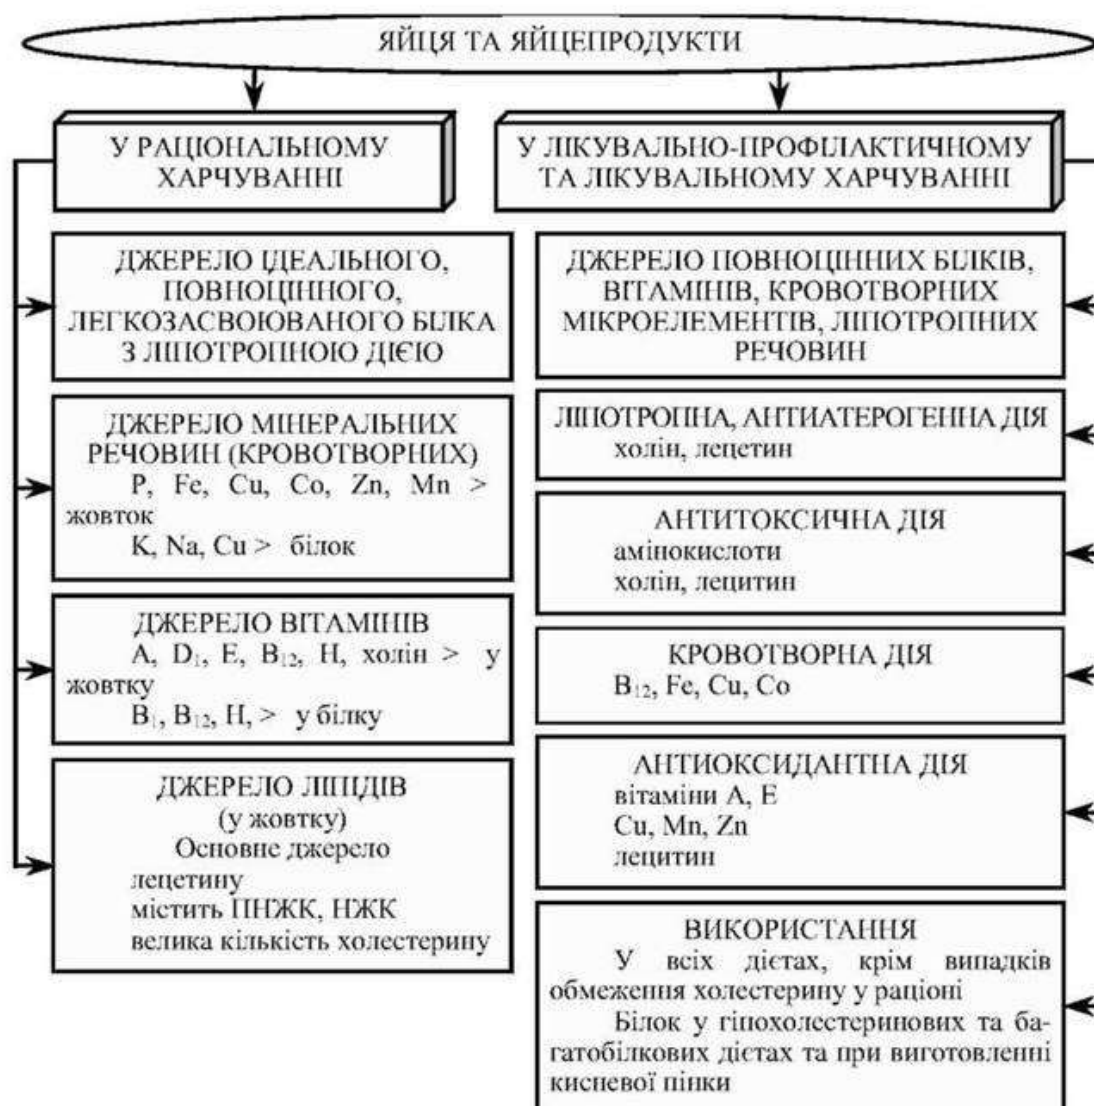 ЯЙЦЯ ТА ЯЙЦЕПРОДУКТИ
У РАЦІОНАЛЬНОМУ
ХАРЧУВАННІ
ДЖЕРЕЛО ІДЕАЛЬНОГО,
ПОВНОЦІННОГО,
ЛЕГКОЗАСВОЮВАНОГО БІЛКА
З ЛІПОТРОПНОЮ ДІЄЮ
ДЖЕРЕЛО МІНЕРАЛЬНИХ
РЕЧОВИН (КРОВОТВОРНИХ)
P, Fe, Cu, Co, Zn, Mn >
жовток
K, Na, Cu > білок
ДЖЕРЕЛО ВІТАМІНІВ
A, D₁, E, B₁₂, H, холін > у
жовтку
B₁, B₁₂, H, > у білку
ДЖЕРЕЛО ЛІПІДІВ
(у жовтку)
Основне джерело
лецетину
містить ПНЖК, НЖК
велика кількість холестерину
У ЛІКУВАЛЬНО-ПРОФІЛАКТИЧНОМУ
ТА ЛІКУВАЛЬНОМУ ХАРЧУВАННІ
ДЖЕРЕЛО ПОВНОЦІННИХ БІЛКІВ,
ВІТАМІНІВ, КРОВОТВОРНИХ
МІКРОЕЛЕМЕНТІВ, ЛІПОТРОПНИХ
РЕЧОВИН
ЛІПОТРОПНА, АНТИАТЕРОГЕННА ДІЯ
холін, лецетин
АНТИТОКСИЧНА ДІЯ
амінокислоти
холін, лецитин
КРОВОТВОРНА ДІЯ
B₁₂, Fe, Cu, Co
АНТИОКСИДАНТНА ДІЯ
вітаміни A, E
Cu, Mn, Zn
лецитин
ВИКОРИСТАННЯ
У всіх дієтах, крім випадків
обмеження холестерину у раціоні
Білок у гіпохолестеринових та ба-
гатобілкових дієтах та при виготовленні
кисневої пінки